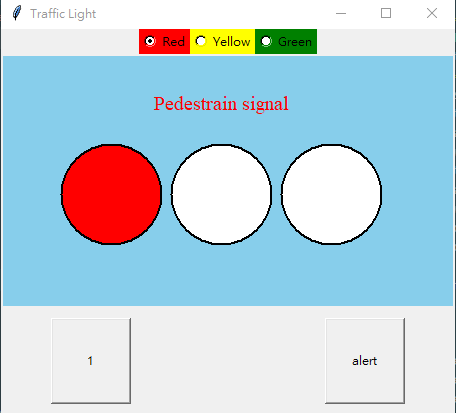 Traffic Light
Red Yellow Green
Pedestrain signal
1 alert